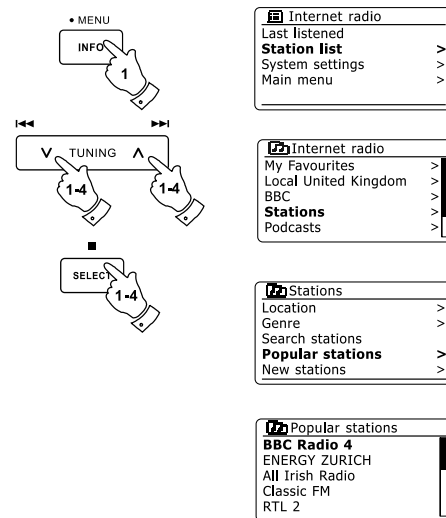 • MENU
INFO
1
V TUNING Λ
1-4
1-4
SELECT
1-4
Internet radio
Last listened
Station list >
System settings >
Main menu >
Internet radio
My Favourites >
Local United Kingdom >
BBC >
Stations >
Podcasts >
Stations
Location >
Genre >
Search stations
Popular stations >
New stations >
Popular stations
BBC Radio 4
ENERGY ZURICH
All Irish Radio
Classic FM
RTL 2